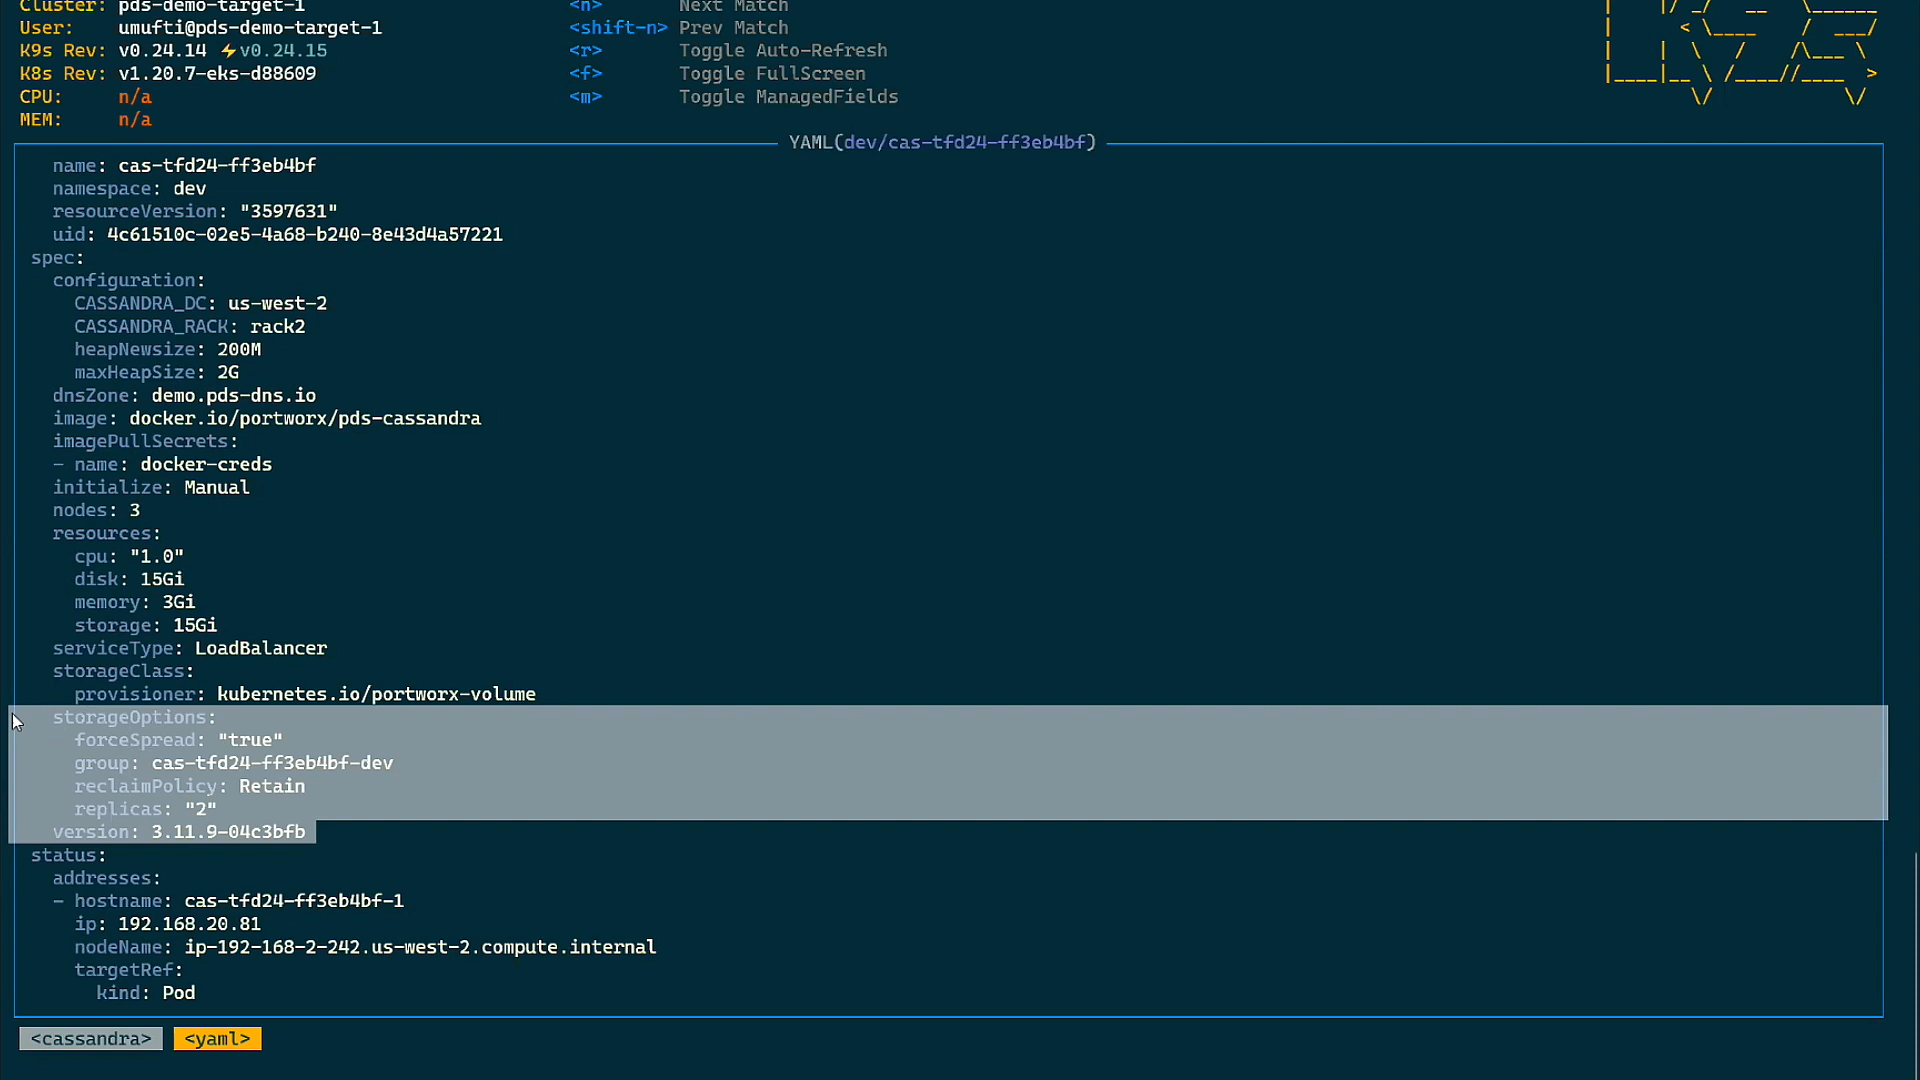 Cluster: pds-demo-target-1 <n> Next Match
User: umufti@pds-demo-target-1 <shift-n> Prev Match
K9s Rev: v0.24.14 ⚡v0.24.15 <r> Toggle Auto-Refresh
K8s Rev: v1.20.7-eks-d88609 <f> Toggle FullScreen
CPU: n/a <m> Toggle ManagedFields
MEM: n/a
YAML(dev/cas-tfd24-ff3eb4bf)
name: cas-tfd24-ff3eb4bf
namespace: dev
resourceVersion: "3597631"
uid: 4c61510c-02e5-4a68-b240-8e43d4a57221
spec:
configuration:
CASSANDRA_DC: us-west-2
CASSANDRA_RACK: rack2
heapNewsize: 200M
maxHeapSize: 2G
dnsZone: demo.pds-dns.io
image: docker.io/portworx/pds-cassandra
imagePullSecrets:
- name: docker-creds
initialize: Manual
nodes: 3
resources:
cpu: "1.0"
disk: 15Gi
memory: 3Gi
storage: 15Gi
serviceType: LoadBalancer
storageClass:
provisioner: kubernetes.io/portworx-volume
storageOptions:
forceSpread: "true"
group: cas-tfd24-ff3eb4bf-dev
reclaimPolicy: Retain
replicas: "2"
version: 3.11.9-04c3bfb
status:
addresses:
- hostname: cas-tfd24-ff3eb4bf-1
ip: 192.168.20.81
nodeName: ip-192-168-2-242.us-west-2.compute.internal
targetRef:
kind: Pod
<cassandra> <yaml>